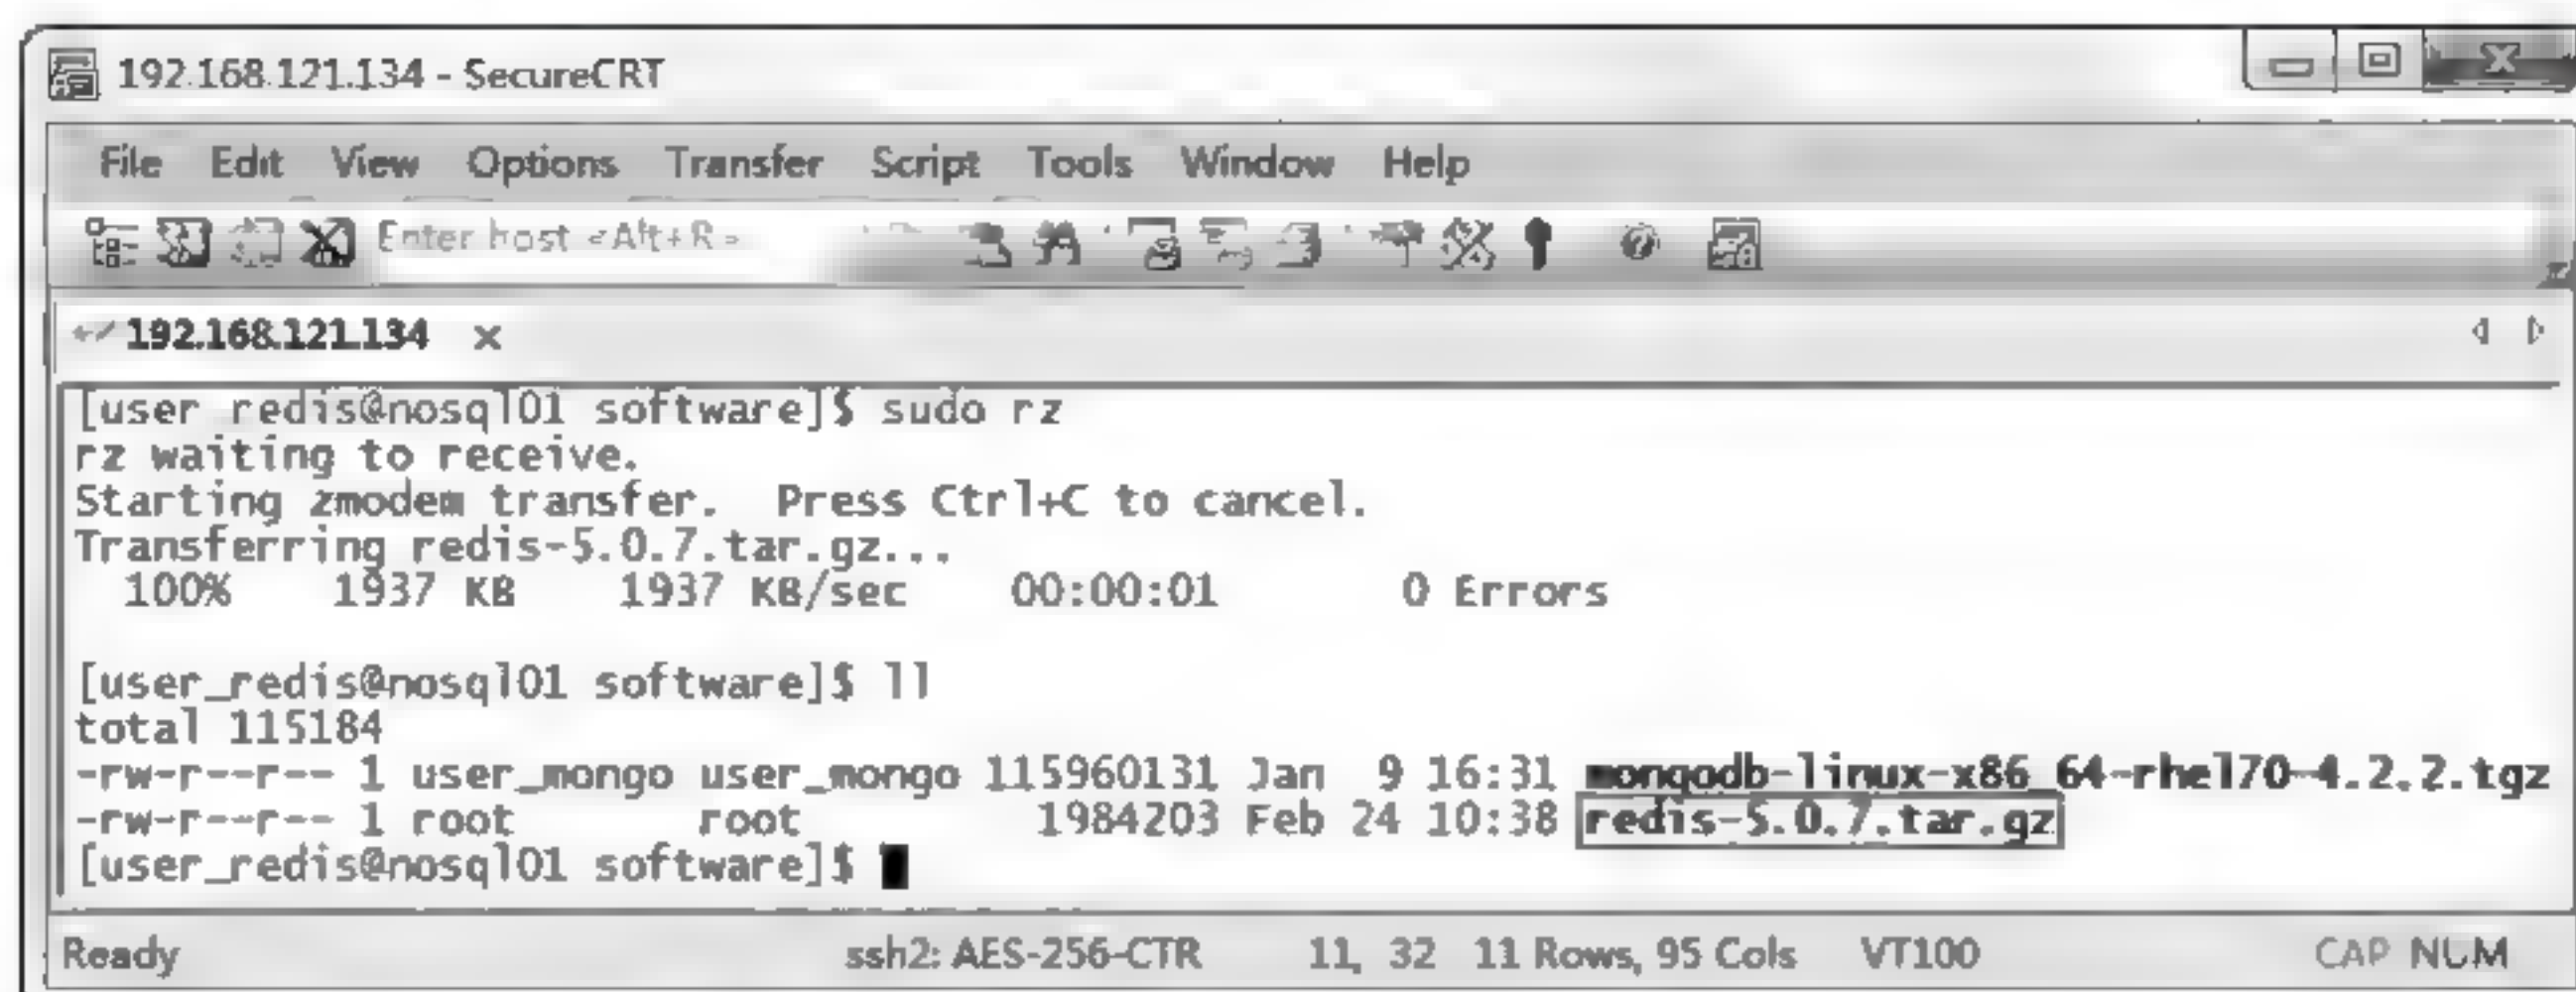 192.168.121.134 - SecureCRT
File Edit View Options Transfer Script Tools Window Help
Enter host <Alt+R>
192.168.121.134
[user_redis@nosql01 software]$ sudo rz
rz waiting to receive.
Starting zmodem transfer.  Press Ctrl+C to cancel.
Transferring redis-5.0.7.tar.gz...
  100%    1937 KB    1937 KB/sec    00:00:01       0 Errors
[user_redis@nosql01 software]$ ll
total 115184
-rw-r--r-- 1 user_mongo user_mongo 115960131 Jan  9 16:31 mongodb-linux-x86_64-rhel70-4.2.2.tgz
-rw-r--r-- 1 root       root         1984203 Feb 24 10:38 redis-5.0.7.tar.gz
[user_redis@nosql01 software]$
Ready ssh2: AES-256-CTR 11, 32 11 Rows, 95 Cols VT100 CAP NUM